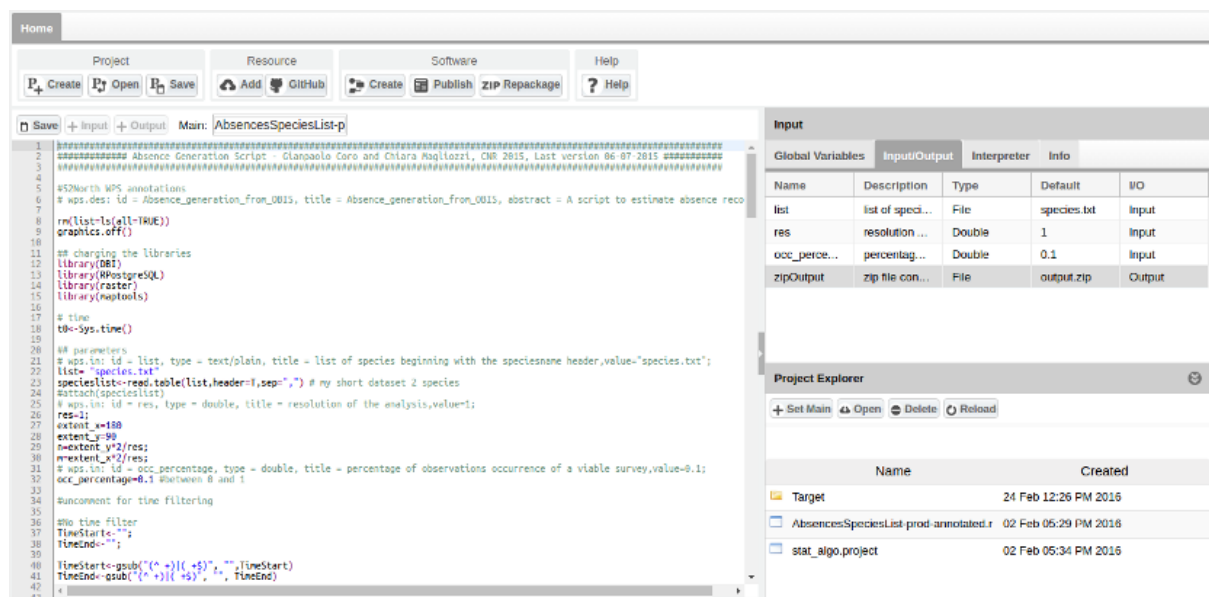 Home
Project Resource Software Help
Create Open Save Add GitHub Create Publish ZIP Repackage ? Help
Save + Input + Output Main: AbsencesSpeciesList-p
1 ################
2 ############ Absence Generation Script - Gianpaolo Coro and Chiara Magliozzi, CNR 2015, Last version 06-07-2015 ###########
3 ################
4
5 #52North WPS annotations
6 # wps.des: id = Absence_generation_from_OBIS, title = Absence_generation_from_OBIS, abstract = A script to estimate absence reco
7
8 rm(list=ls(all=TRUE))
9 graphics.off()
10
11 ## charging the libraries
12 library(DBI)
13 library(RPostgreSQL)
14 library(raster)
15 library(maptools)
16
17 # time
18 t0<-Sys.time()
19
20 ## parameters
21 # wps.in: id = list, type = text/plain, title = list of species beginning with the speciesname header,value="species.txt";
22 list= "species.txt"
23 specieslist<-read.table(list,header=T,sep=",") # my short dataset 2 species
24 #attach(specieslist)
25 # wps.in: id = res, type = double, title = resolution of the analysis,value=1;
26 res=1;
27 extent_x=180
28 extent_y=90
29 n=extent_y*2/res;
30 m=extent_x*2/res;
31 # wps.in: id = occ_percentage, type = double, title = percentage of observations occurrence of a viable survey,value=0.1;
32 occ_percentage=0.1 #between 0 and 1
33
34 #uncomment for time filtering
35
36 #No time filter
37 TimeStart<-"";
38 TimeEnd<-"";
39
40 TimeStart<-gsub("(^ +)|( +$)", "",TimeStart)
41 TimeEnd<-gsub("(^ +)|( +$)", "", TimeEnd)
42
Input
Global Variables Input/Output Interpreter Info
Name Description Type Default I/O
list list of speci... File species.txt Input
res resolution ... Double 1 Input
occ_perce... percentag... Double 0.1 Input
zipOutput zip file con... File output.zip Output
Project Explorer
+ Set Main Open Delete Reload
Name Created
Target 24 Feb 12:26 PM 2016
AbsencesSpeciesList-prod-annotated.r 02 Feb 05:29 PM 2016
stat_algo.project 02 Feb 05:34 PM 2016